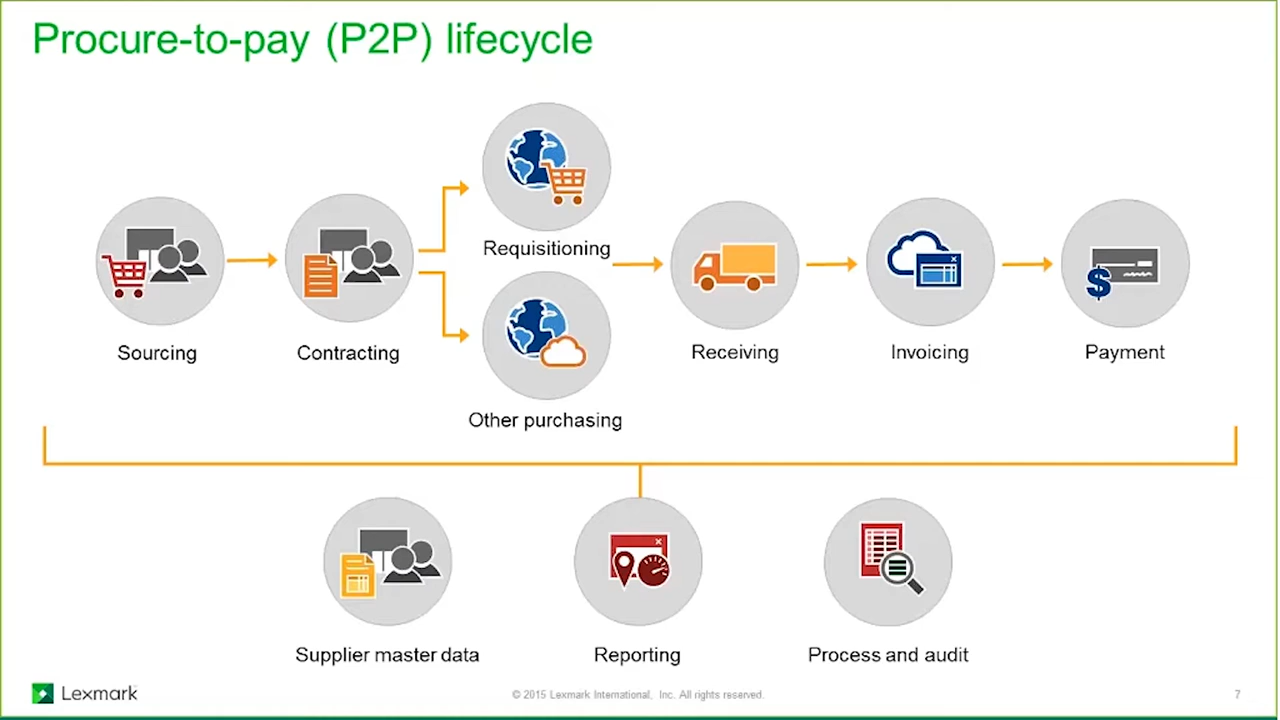 Procure-to-pay (P2P) lifecycle
Sourcing
Contracting
Requisitioning
Other purchasing
Receiving
Invoicing
Payment
Supplier master data
Reporting
Process and audit
Lexmark
© 2015 Lexmark International, Inc. All rights reserved.
7